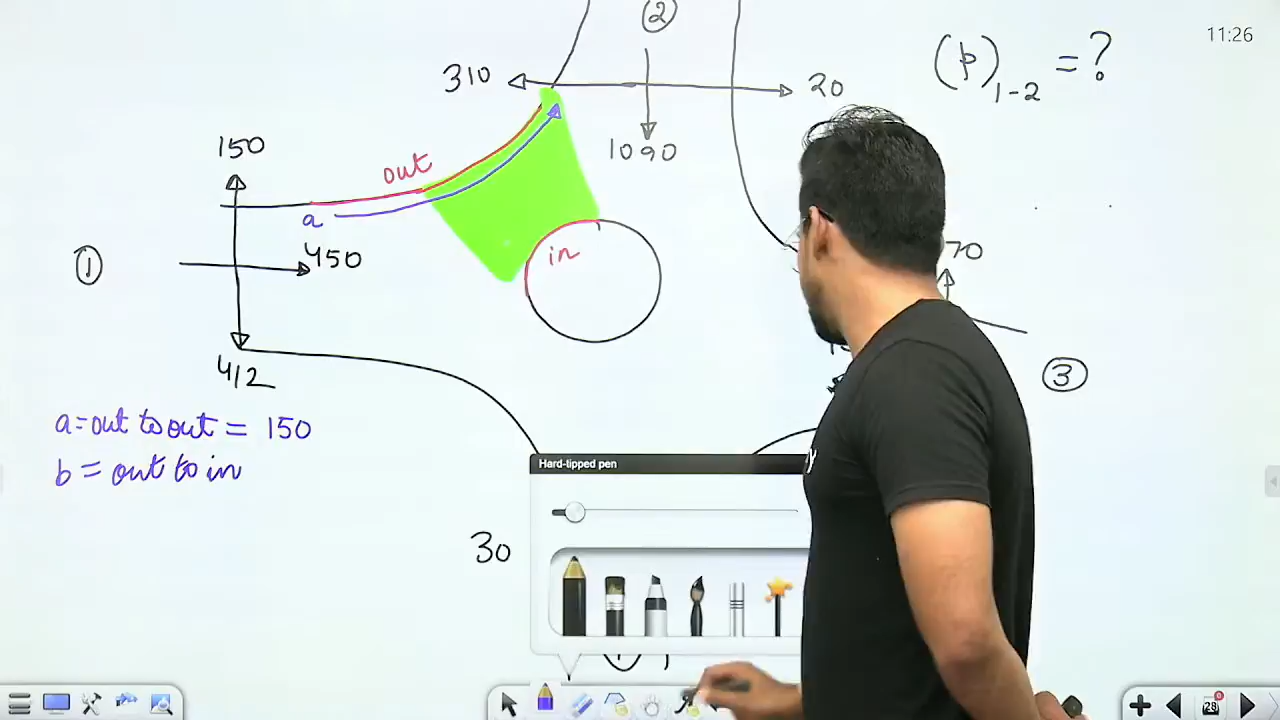 11:26
②
(p)1-2 = ?
310
20
150
1090
out
a
70
450
in
①
412
③
a=out to out = 150
b = out to in
Hard-tipped pen
30
28